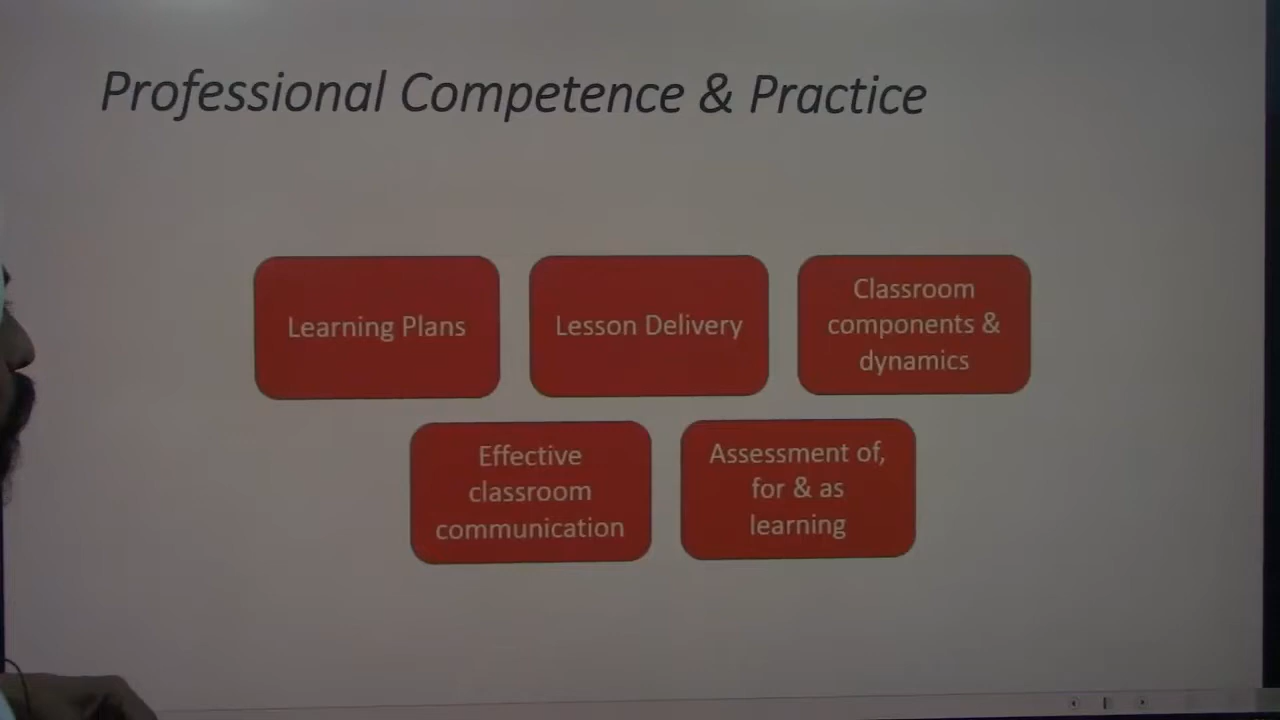 Professional Competence & Practice
Learning Plans
Lesson Delivery
Classroom
components &
dynamics
Effective
classroom
communication
Assessment of,
for & as
learning